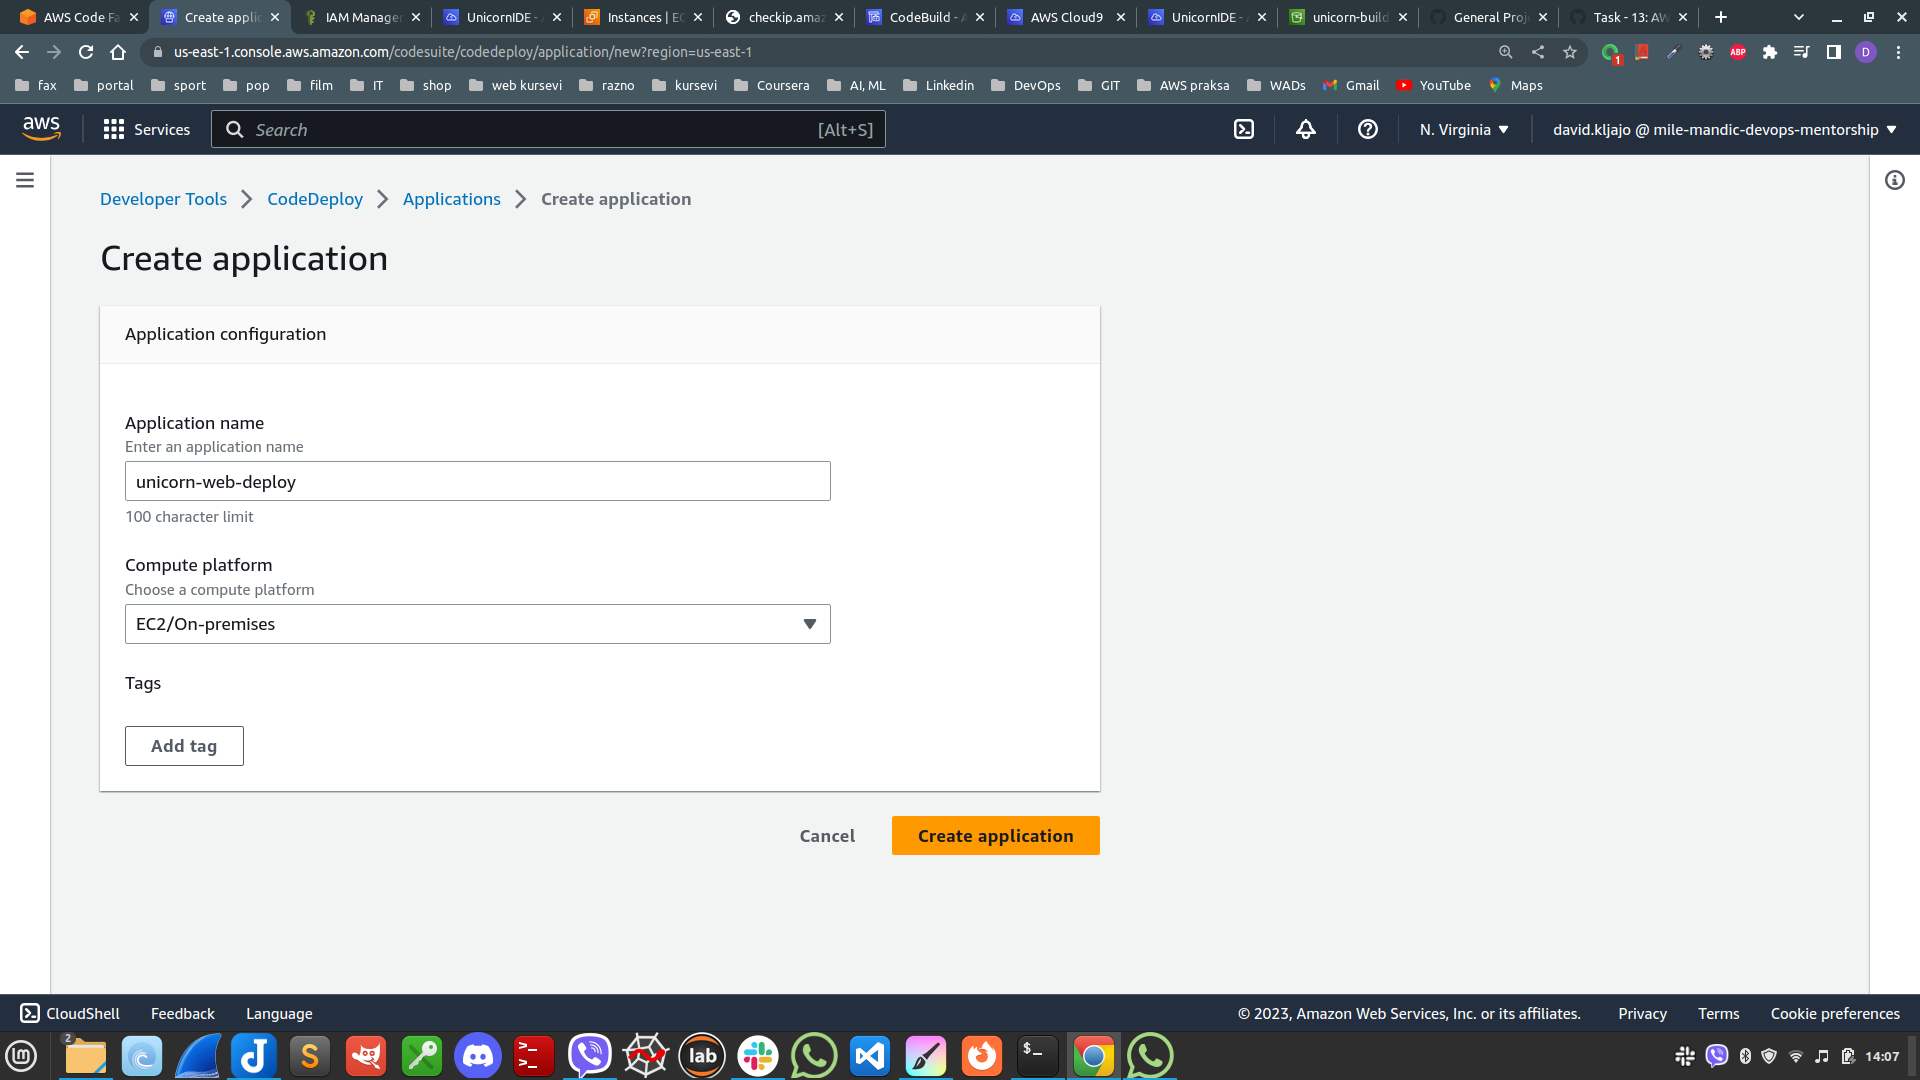 AWS Code Fa
Create applic
IAM Manager
UnicornIDE - A
Instances | EC
checkip.amaz
CodeBuild - A
AWS Cloud9
UnicornIDE - A
unicorn-build
General Proj
Task - 13: AW
us-east-1.console.aws.amazon.com/codesuite/codedeploy/application/new?region=us-east-1
1
ABP
D
fax
portal
sport
pop
film
IT
shop
web kursevi
razno
kursevi
Coursera
AI, ML
Linkedin
DevOps
GIT
AWS praksa
WADs
Gmail
YouTube
Maps
aws
Services
Search
[Alt+S]
N. Virginia
david.kljajo @ mile-mandic-devops-mentorship
Developer Tools
CodeDeploy
Applications
Create application
Create application
Application configuration
Application name
Enter an application name
unicorn-web-deploy
100 character limit
Compute platform
Choose a compute platform
EC2/On-premises
Tags
Add tag
Cancel
Create application
CloudShell
Feedback
Language
© 2023, Amazon Web Services, Inc. or its affiliates.
Privacy
Terms
Cookie preferences
2
lab
14:07